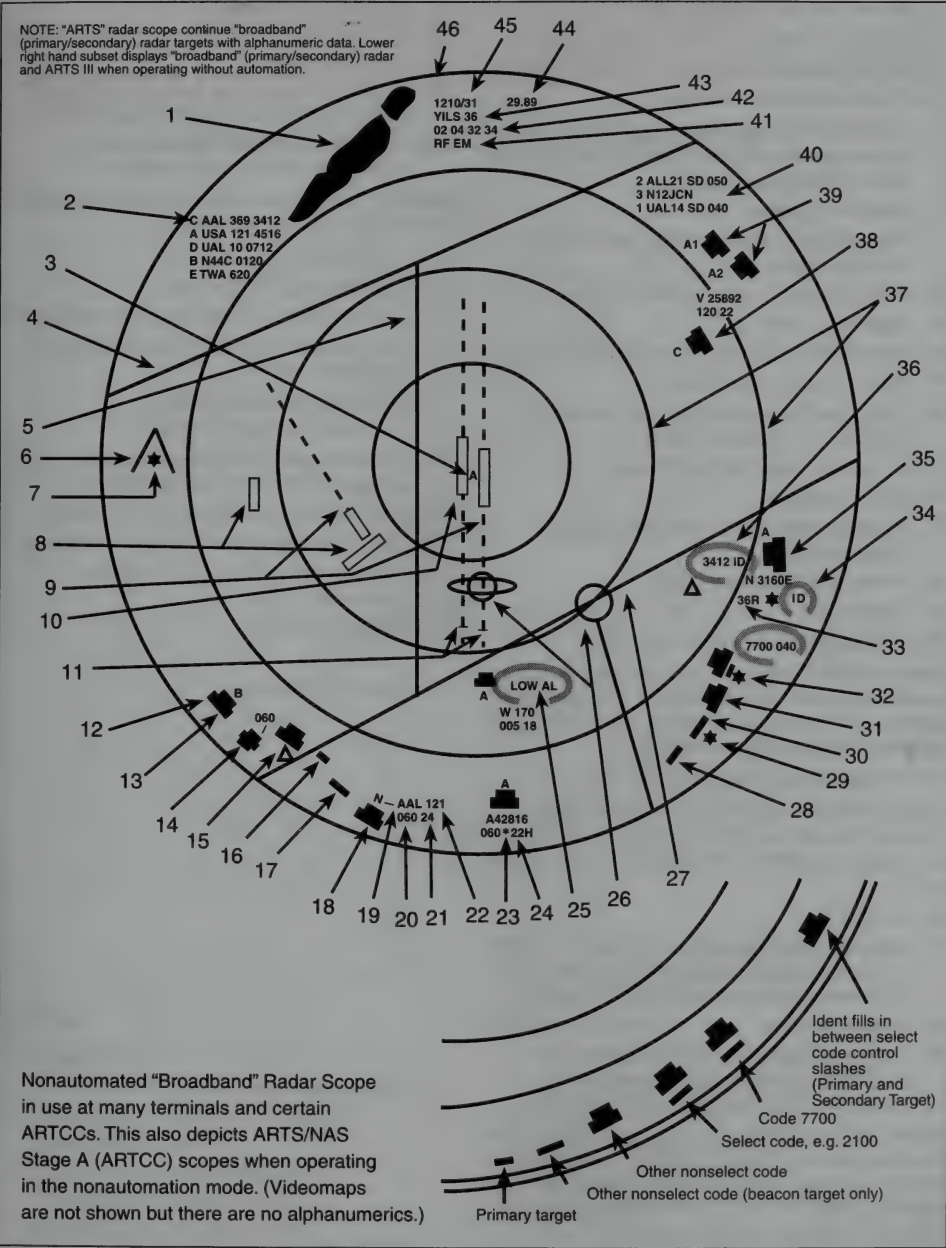 NOTE: "ARTS" radar scope continue "broadband"
(primary/secondary) radar targets with alphanumeric data. Lower
right hand subset displays "broadband" (primary/secondary) radar
and ARTS III when operating without automation.
46
45
44
1210/31 29.89
YILS 36
02 04 32 34
RF EM
43
42
41
1
2 ALL21 SD 050
3 N12JCN
1 UAL14 SD 040
40
39
2
C AAL 369 3412
A USA 121 4516
D UAL 10 0712
B N44C 0120
E TWA 620
A1
A2
38
3
V 25892
120 22
37
4
C
36
5
6
A
35
7
34
8
3412 ID
A
N 3160E
36R
ID
9
10
33
7700 040
11
32
LOW AL
A
W 170
005 18
31
12
B
060
30
13
29
14
28
15
N
AAL 121
060 24
A
A42816
060*22H
16
17
27
18
19
20
21
22
23
24
25
26
Ident fills in
between select
code control
slashes
(Primary and
Secondary Target)
Code 7700
Select code, e.g. 2100
Other nonselect code
Other nonselect code (beacon target only)
Primary target
Nonautomated "Broadband" Radar Scope
in use at many terminals and certain
ARTCCs. This also depicts ARTS/NAS
Stage A (ARTCC) scopes when operating
in the nonautomation mode. (Videomaps
are not shown but there are no alphanumerics.)